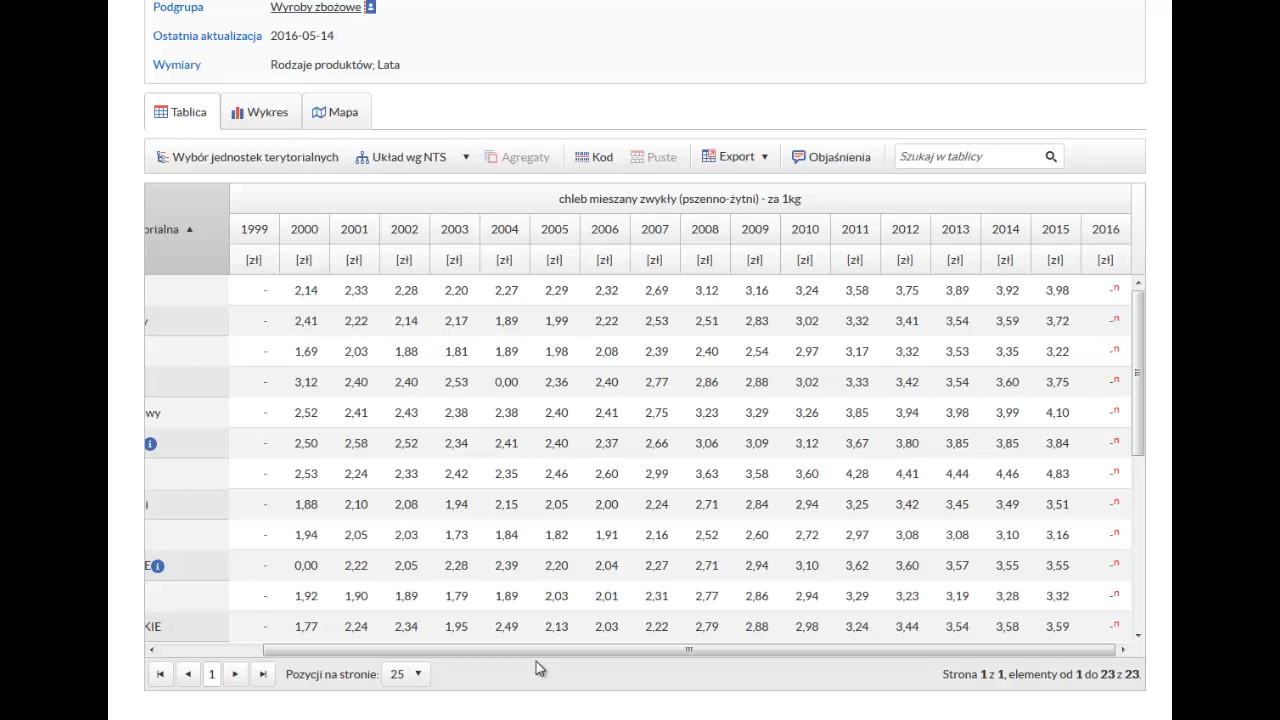 Podgrupa Wyroby zbożowe
Ostatnia aktualizacja 2016-05-14
Wymiary Rodzaje produktów; Lata
Tablica Wykres Mapa
Wybór jednostek terytorialnych Układ wg NTS Agregaty Kod Puste Export Objaśnienia Szukaj w tablicy
chleb mieszany zwykły (pszenno-żytni) - za 1kg
orialna 1999 2000 2001 2002 2003 2004 2005 2006 2007 2008 2009 2010 2011 2012 2013 2014 2015 2016
[zł] [zł] [zł] [zł] [zł] [zł] [zł] [zł] [zł] [zł] [zł] [zł] [zł] [zł] [zł] [zł] [zł] [zł]
- 2,14 2,33 2,28 2,20 2,27 2,29 2,32 2,69 3,12 3,16 3,24 3,58 3,75 3,89 3,92 3,98 -n
y - 2,41 2,22 2,14 2,17 1,89 1,99 2,22 2,53 2,51 2,83 3,02 3,32 3,41 3,54 3,59 3,72 -n
- 1,69 2,03 1,88 1,81 1,89 1,98 2,08 2,39 2,40 2,54 2,97 3,17 3,32 3,53 3,35 3,22 -n
- 3,12 2,40 2,40 2,53 0,00 2,36 2,40 2,77 2,86 2,88 3,02 3,33 3,42 3,54 3,60 3,75 -n
owy - 2,52 2,41 2,43 2,38 2,38 2,40 2,41 2,75 3,23 3,29 3,26 3,85 3,94 3,98 3,99 4,10 -n
- 2,50 2,58 2,52 2,34 2,41 2,40 2,37 2,66 3,06 3,09 3,12 3,67 3,80 3,85 3,85 3,84 -n
- 2,53 2,24 2,33 2,42 2,35 2,46 2,60 2,99 3,63 3,58 3,60 4,28 4,41 4,44 4,46 4,83 -n
i - 1,88 2,10 2,08 1,94 2,15 2,05 2,00 2,24 2,71 2,84 2,94 3,25 3,42 3,45 3,49 3,51 -n
- 1,94 2,05 2,03 1,73 1,84 1,82 1,91 2,16 2,52 2,60 2,72 2,97 3,08 3,08 3,10 3,16 -n
E - 0,00 2,22 2,05 2,28 2,39 2,20 2,04 2,27 2,71 2,94 3,10 3,62 3,60 3,57 3,55 3,55 -n
- 1,92 1,90 1,89 1,79 1,89 2,03 2,01 2,31 2,77 2,86 2,94 3,29 3,23 3,19 3,28 3,32 -n
KIE - 1,77 2,24 2,34 1,95 2,49 2,13 2,03 2,22 2,79 2,88 2,98 3,24 3,44 3,54 3,58 3,59 -n
1 Pozycji na stronie: 25 Strona 1 z 1, elementy od 1 do 23 z 23.